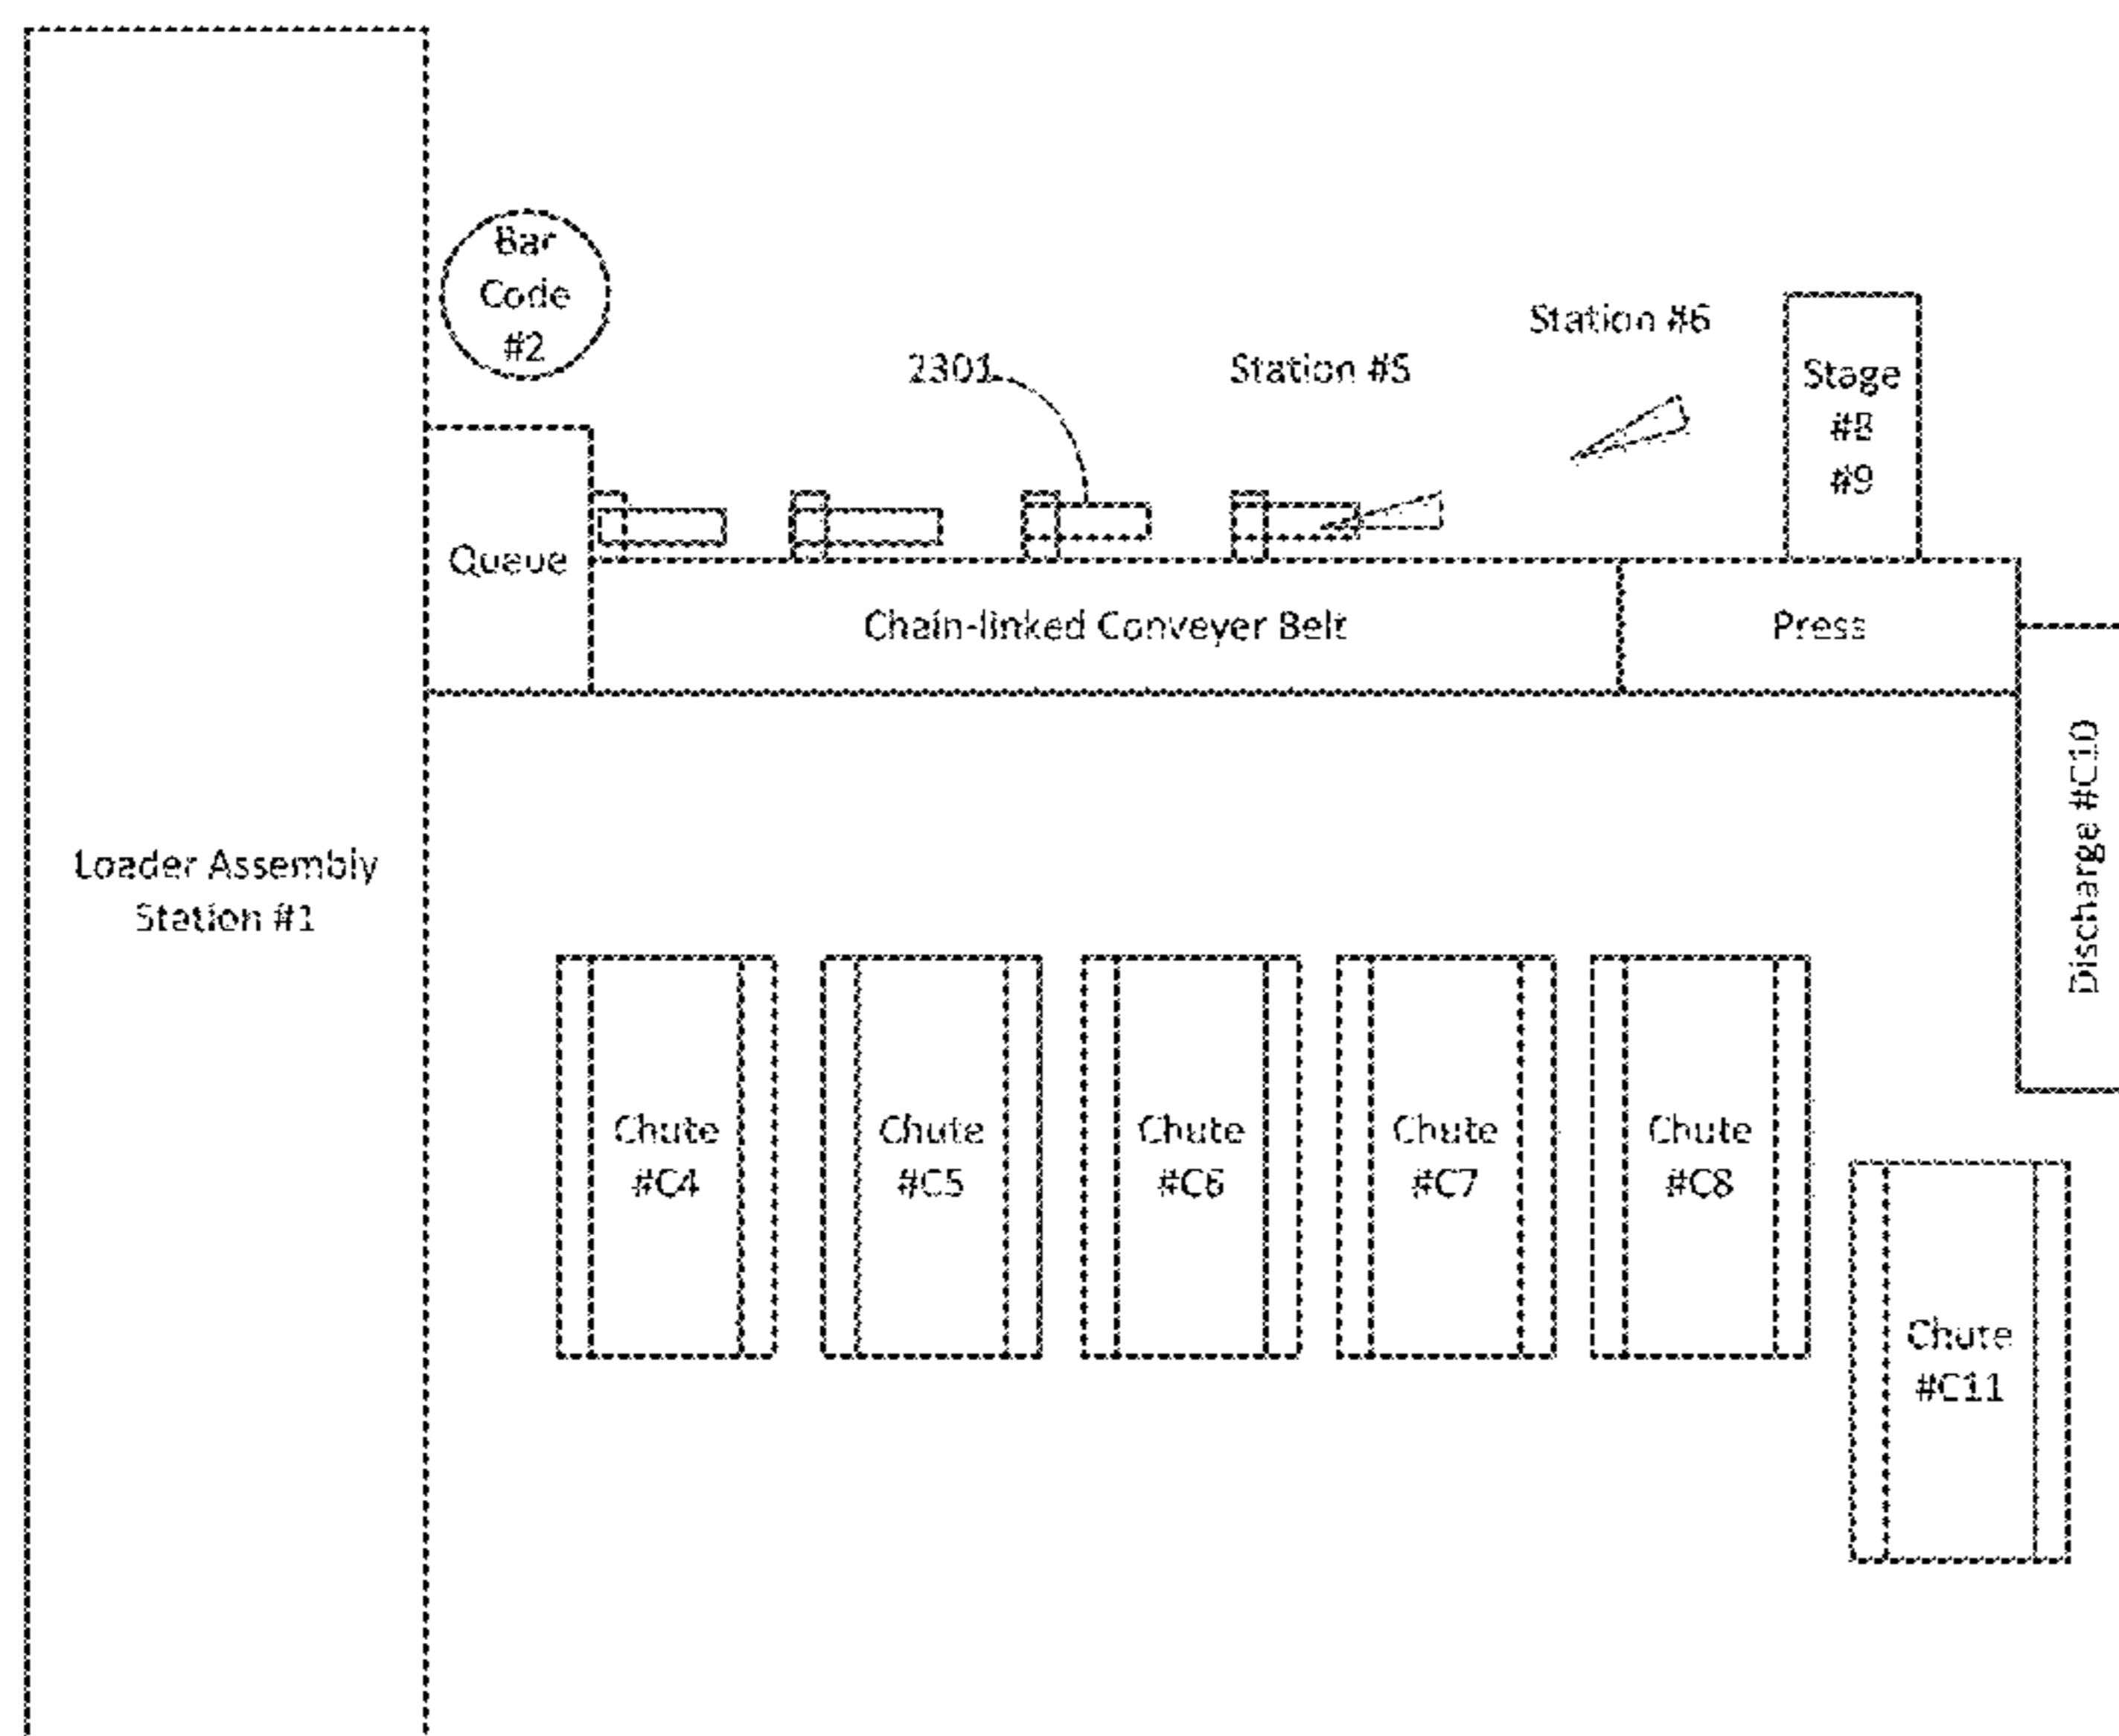 Bar
Code
#2
2301
Station #5
Station #6
Stage
#8
#9
Queue
Chain-linked Conveyer Belt
Press
Discharge #C10
Loader Assembly
Station #1
Chute
#C4
Chute
#C5
Chute
#C6
Chute
#C7
Chute
#C8
Chute
#C11